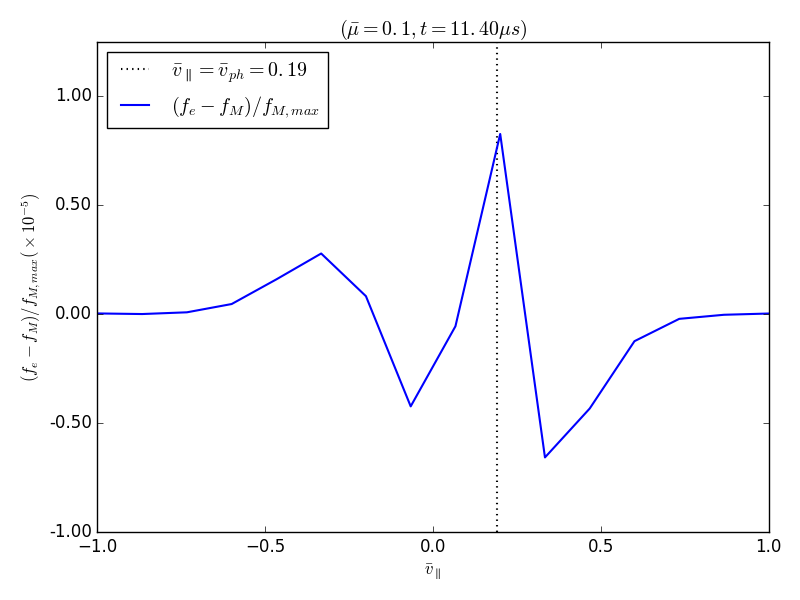 (μ̄ = 0.1, t = 11.40μs)
v̄∥ = v̄ph = 0.19
(fe − fM)/fM,max
1.00
0.50
0.00
-0.50
-1.00
(fe − fM)/fM,max(×10⁻⁵)
−1.0 −0.5 0.0 0.5 1.0
v̄∥